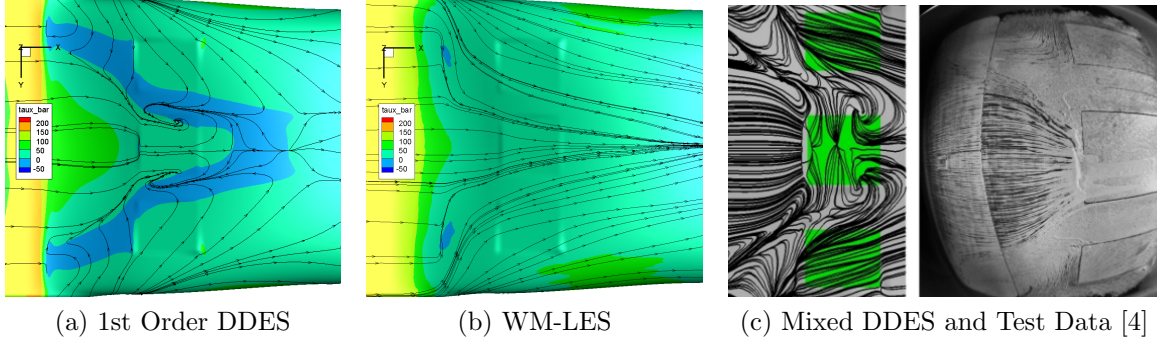 Z X
Y
taux_bar
200
150
100
50
0
-50
Z X
Y
taux_bar
200
150
100
50
0
-50
(a) 1st Order DDES
(b) WM-LES
(c) Mixed DDES and Test Data [4]